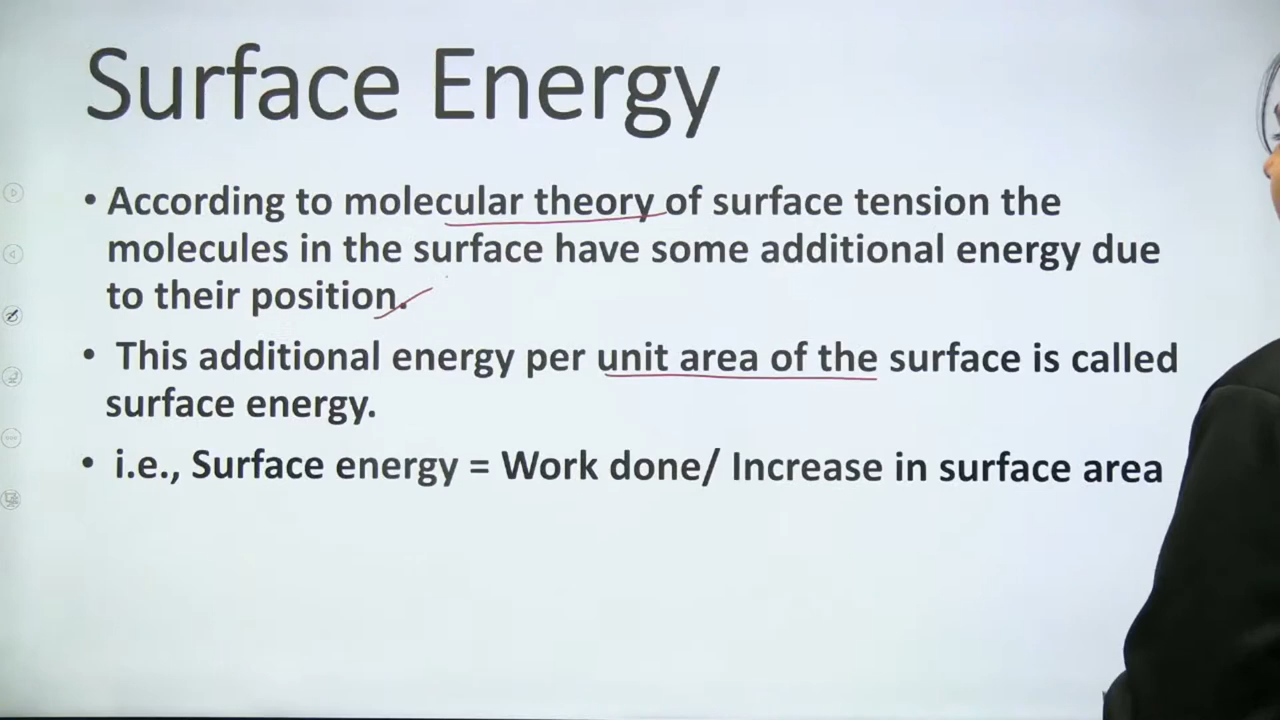 Surface Energy
• According to molecular theory of surface tension the
molecules in the surface have some additional energy due
to their position.
• This additional energy per unit area of the surface is called
surface energy.
• i.e., Surface energy = Work done/ Increase in surface area